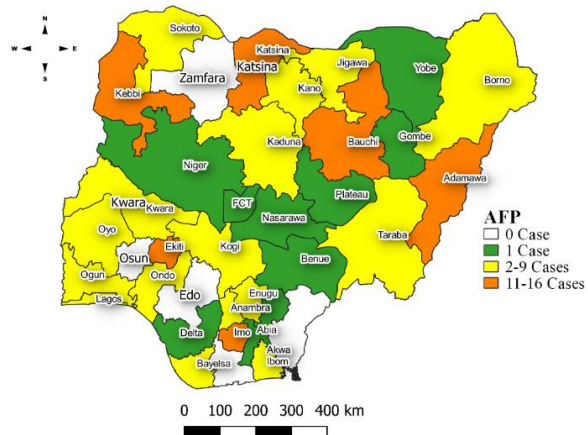 N
W E
S
Sokoto
Katsina
Zamfara
Katsina
Jigawa
Yobe
Borno
Kebbi
Kano
Kaduna
Bauchi
Gombe
Niger
Adamawa
FCT
Plateau
Kwara
Kwara
Nasarawa
Taraba
Oyo
Ekiti
Kogi
Osun
Benue
Ogun
Ondo
Lagos
Edo
Enugu
Anambra
Delta
Imo
Abia
Bayelsa
Akwa
Ibom
AFP
0 Case
1 Case
2-9 Cases
11-16 Cases
0 100 200 300 400 km